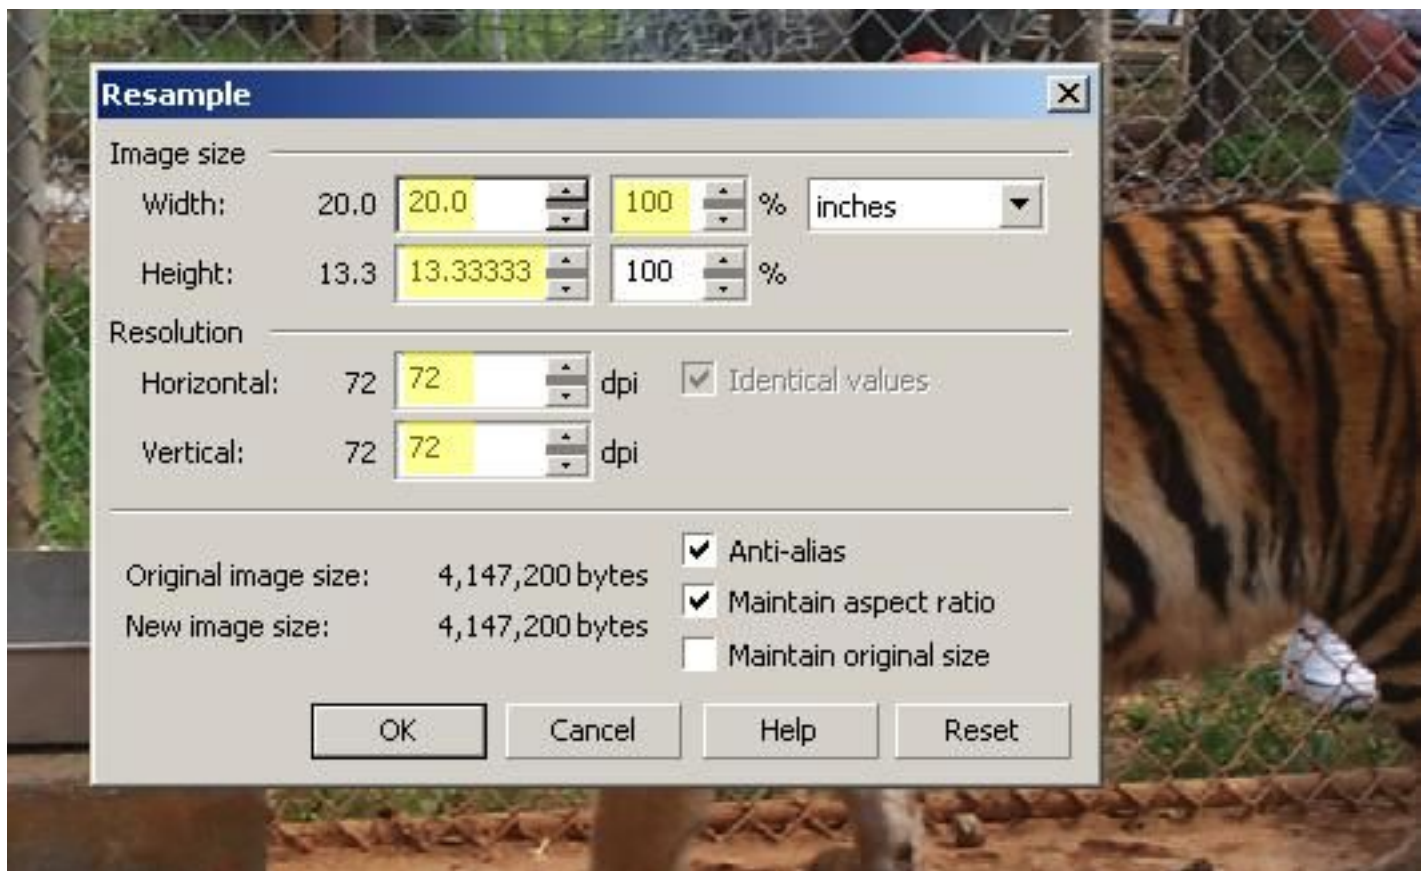 Resample
Image size
Width: 20.0 20.0 100 % inches
Height: 13.3 13.33333 100 %
Resolution
Horizontal: 72 72 dpi Identical values
Vertical: 72 72 dpi
Anti-alias
Original image size: 4,147,200 bytes
Maintain aspect ratio
New image size: 4,147,200 bytes
Maintain original size
OK Cancel Help Reset